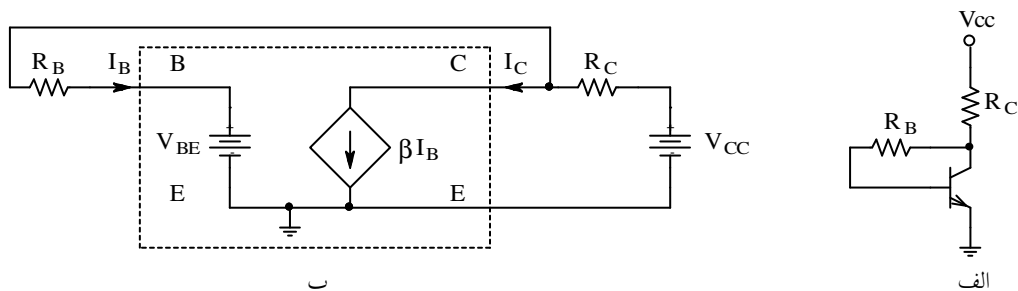 R_B I_B B C I_C R_C
V_BE βI_B V_CC
E E
ب
Vcc
R_C
R_B
الف